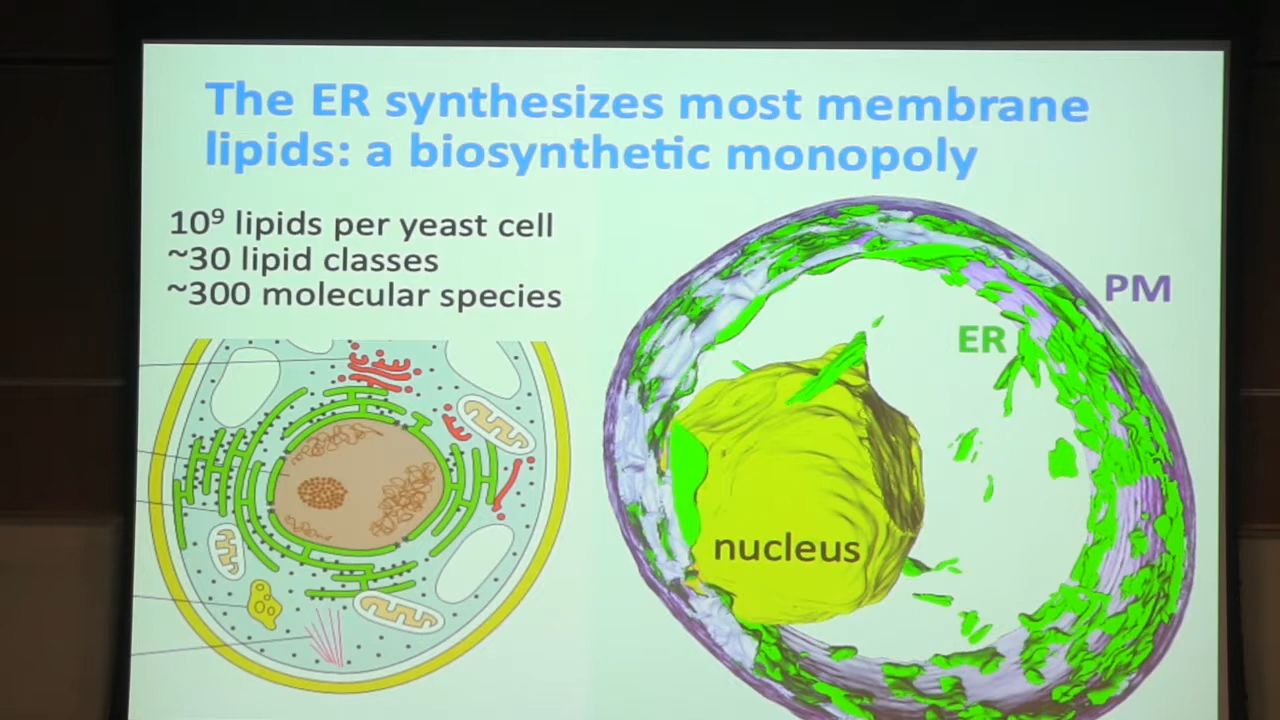 The ER synthesizes most membrane
lipids: a biosynthetic monopoly
10⁹ lipids per yeast cell
~30 lipid classes
~300 molecular species
PM
ER
nucleus